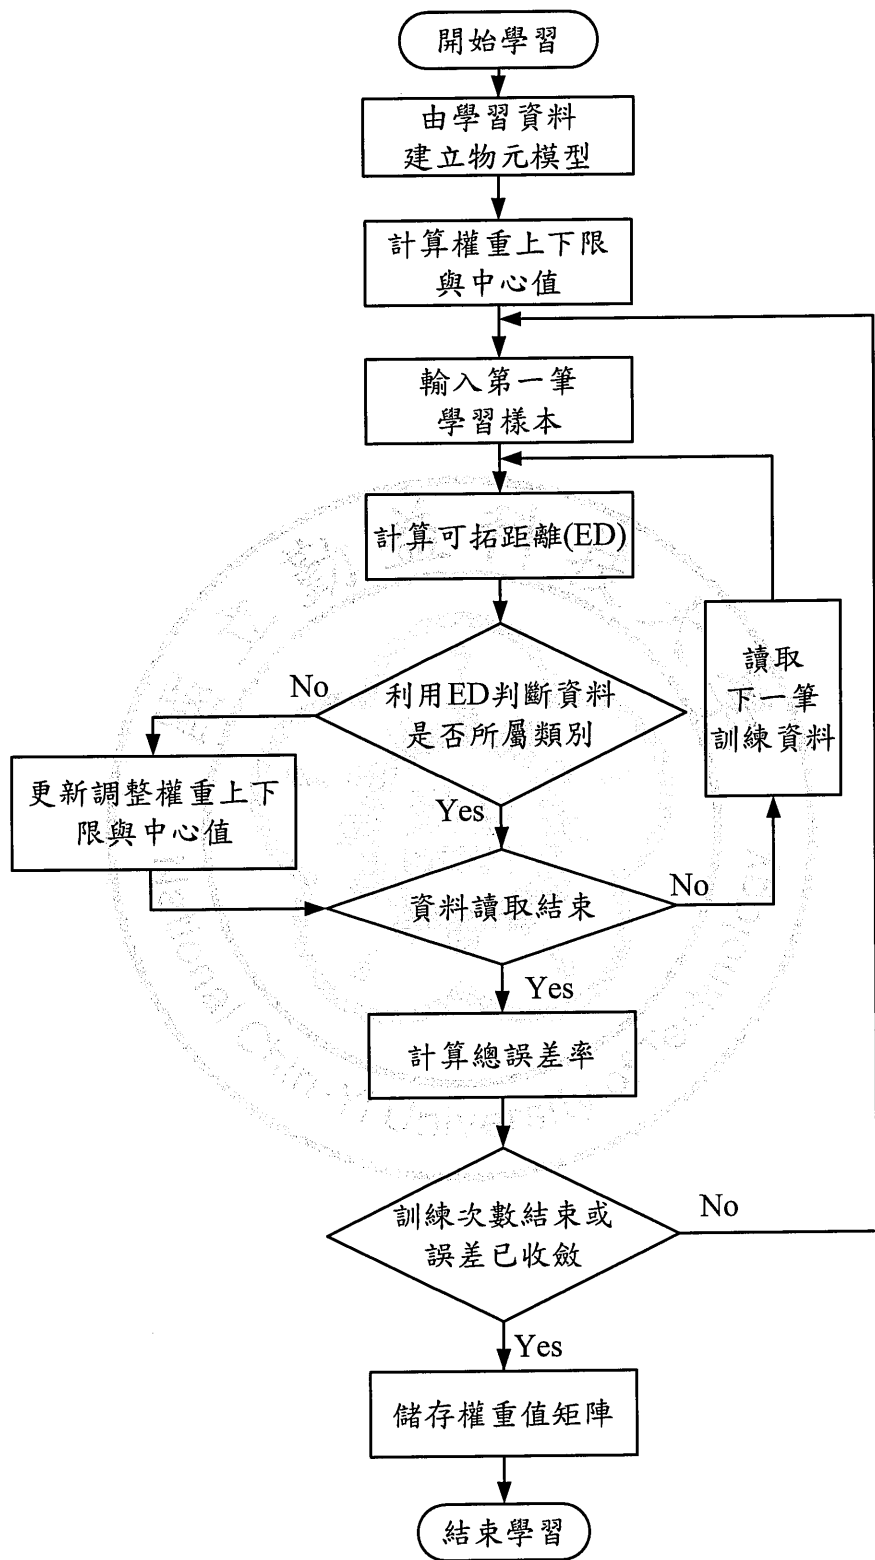 開始學習
由學習資料
建立物元模型
計算權重上下限
與中心值
輸入第一筆
學習樣本
計算可拓距離(ED)
利用ED判斷資料
是否所屬類別
No
更新調整權重上下
限與中心值
Yes
讀取
下一筆
訓練資料
資料讀取結束
No
Yes
計算總誤差率
訓練次數結束或
誤差已收斂
No
Yes
儲存權重值矩陣
結束學習